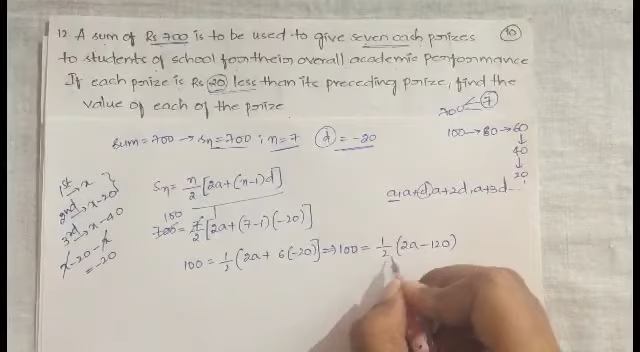 12. A sum of Rs 700 is to be used to give seven cash prizes
to students of school for their overall academic performance
If each prize is Rs 20 less than its preceding prize, find the
value of each of the prize
10
700 ← 7
100 → 80 → 60
↓
40
↓
20
Sum = 700 → Sn = 700 ; n = 7 d = -20
1st → x
2nd → x-20
3rd → x-40
x-20-x
= -20
Sn = n/2 [2a+(n-1)d]
a, a+d, a+2d, a+3d...
100
700 = 7/2 [2a+(7-1)(-20)]
1
100 = 1/2 (2a + 6(-20)] ⇒ 100 = 1/2 (2a-120)